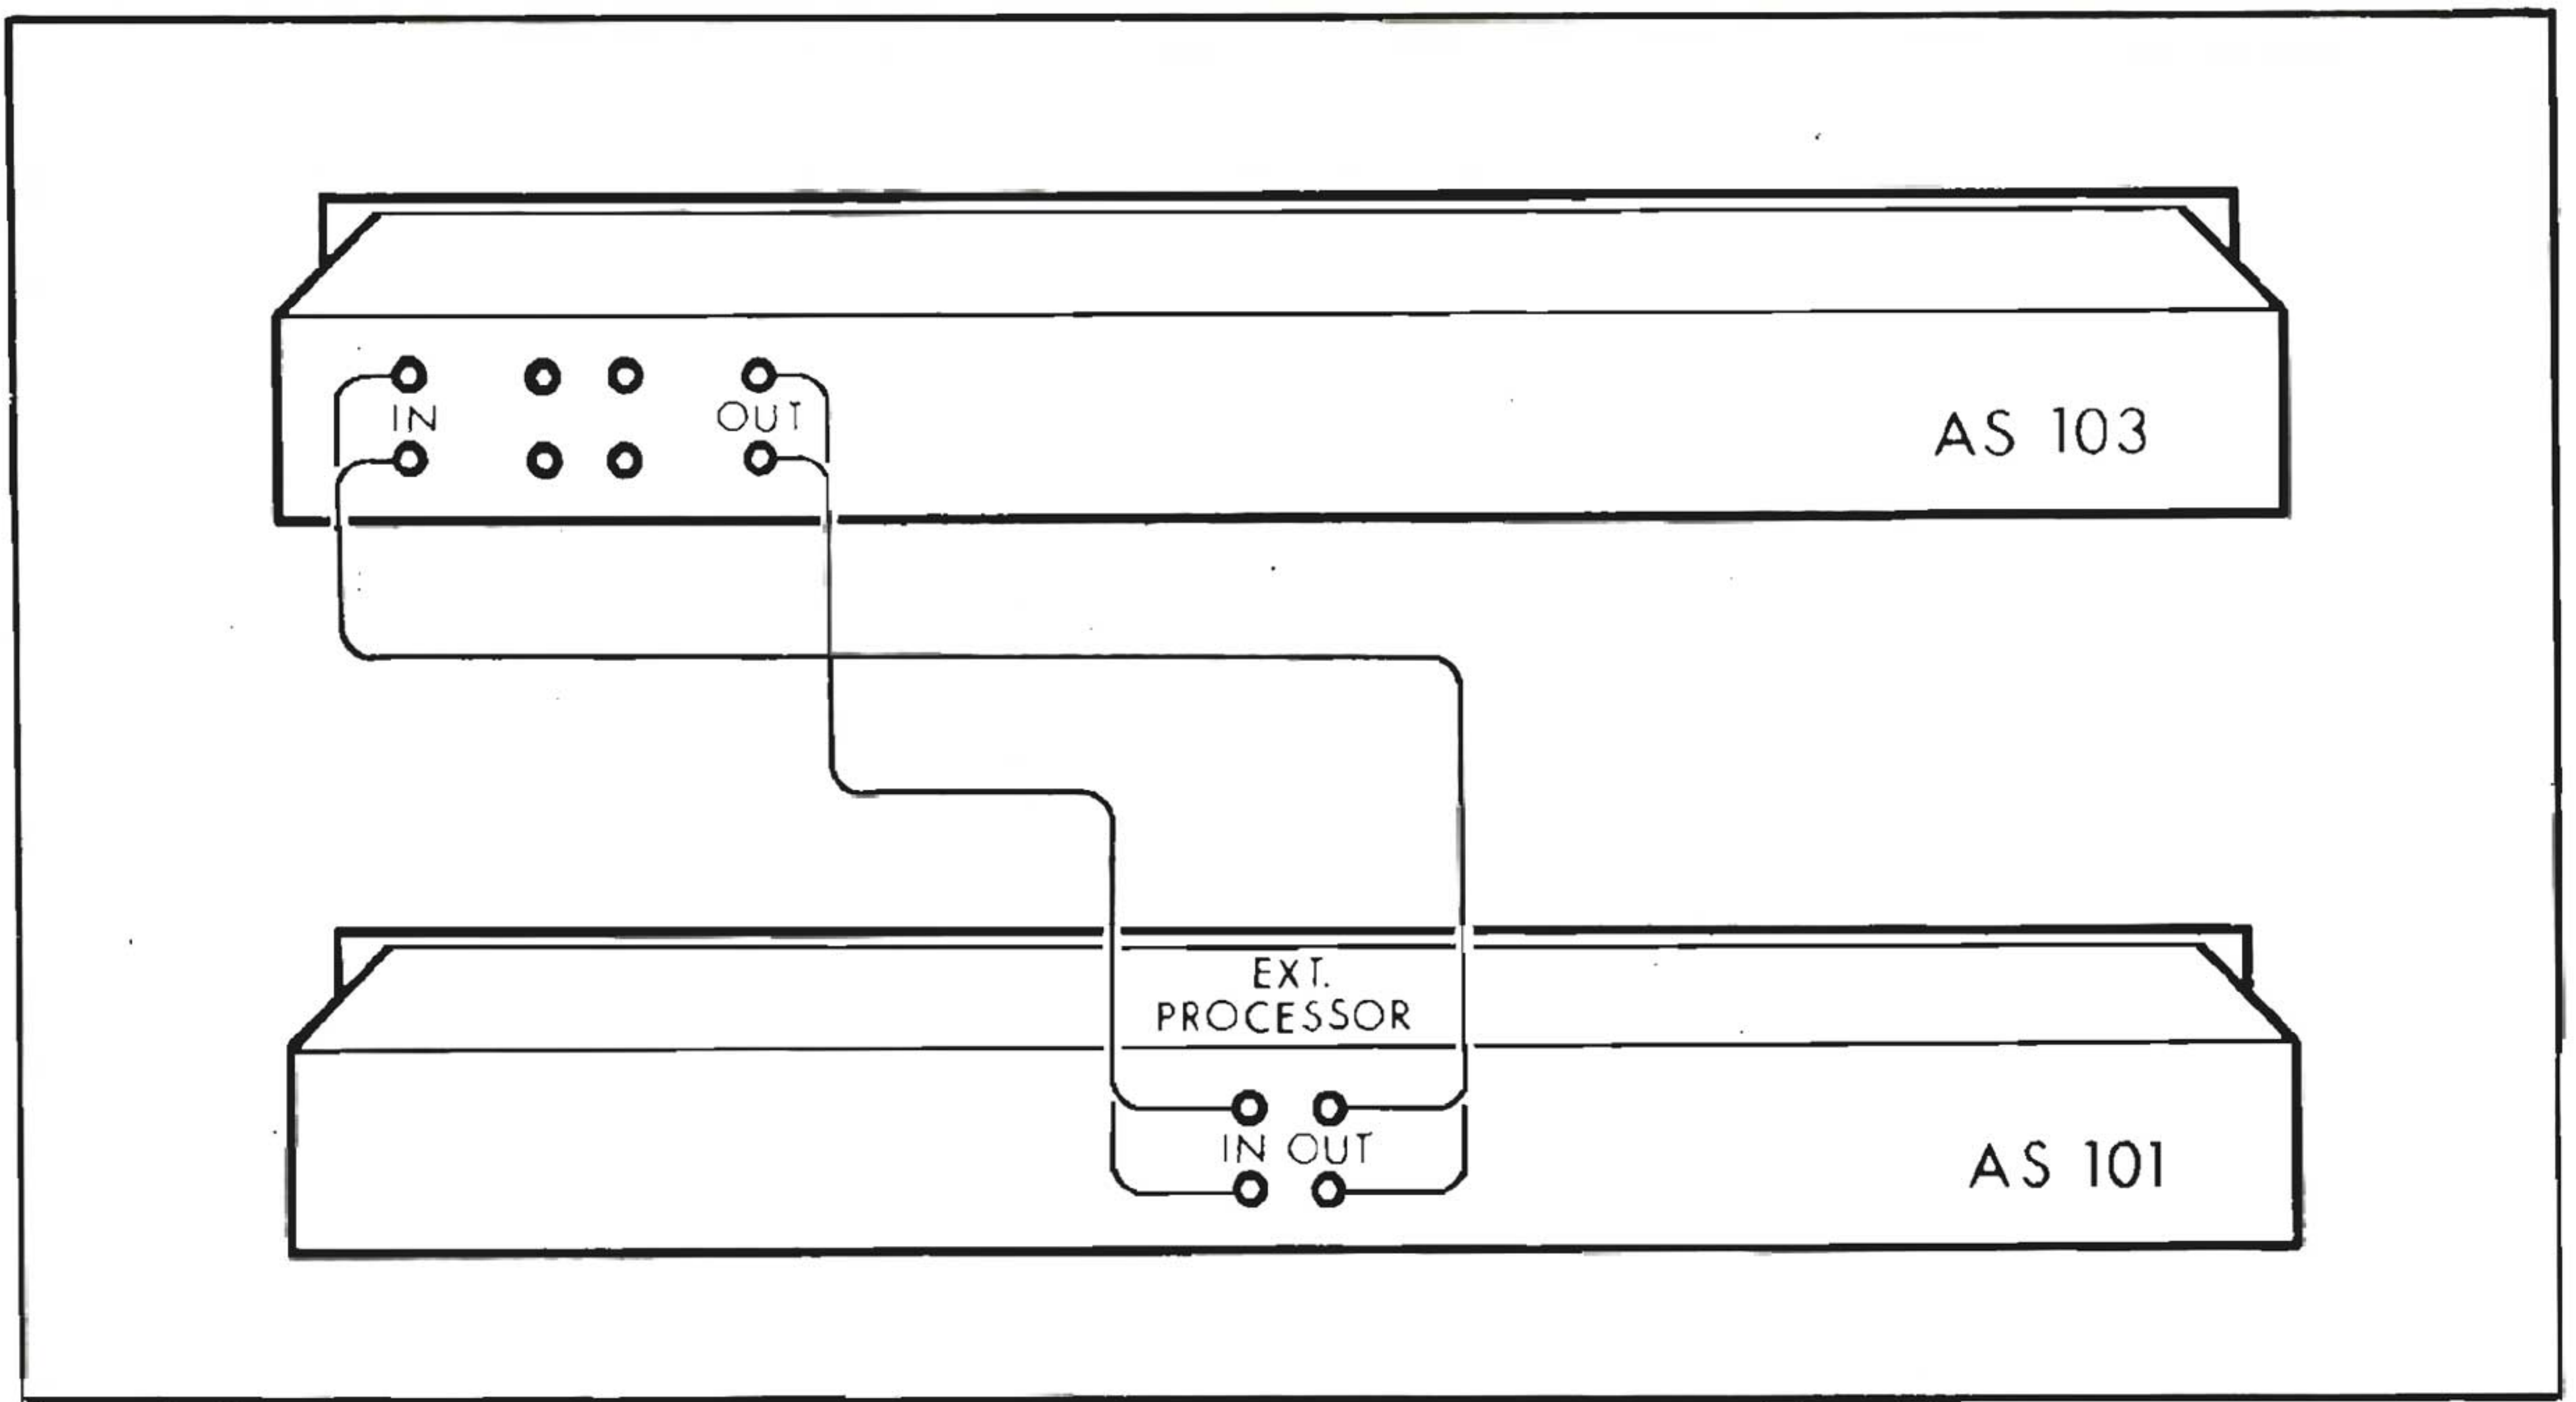 IN
OUT
AS 103
EXT.
PROCESSOR
IN OUT
AS 101